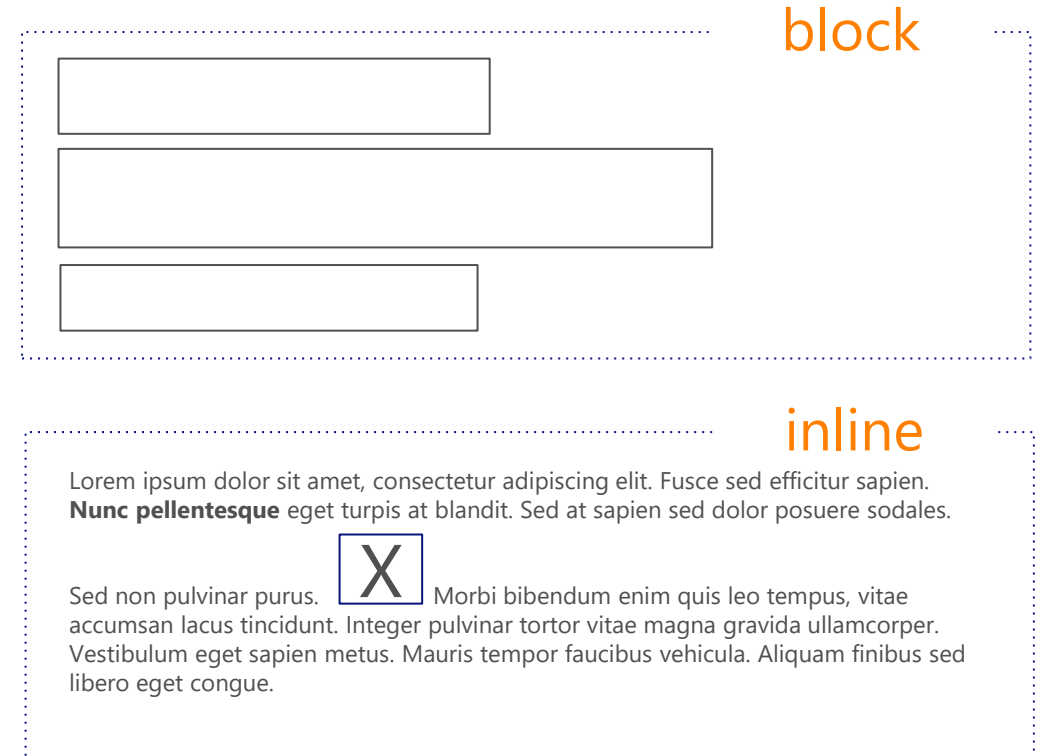 block
inline
Lorem ipsum dolor sit amet, consectetur adipiscing elit. Fusce sed efficitur sapien.
Nunc pellentesque eget turpis at blandit. Sed at sapien sed dolor posuere sodales.
Sed non pulvinar purus. X Morbi bibendum enim quis leo tempus, vitae
accumsan lacus tincidunt. Integer pulvinar tortor vitae magna gravida ullamcorper.
Vestibulum eget sapien metus. Mauris tempor faucibus vehicula. Aliquam finibus sed
libero eget congue.